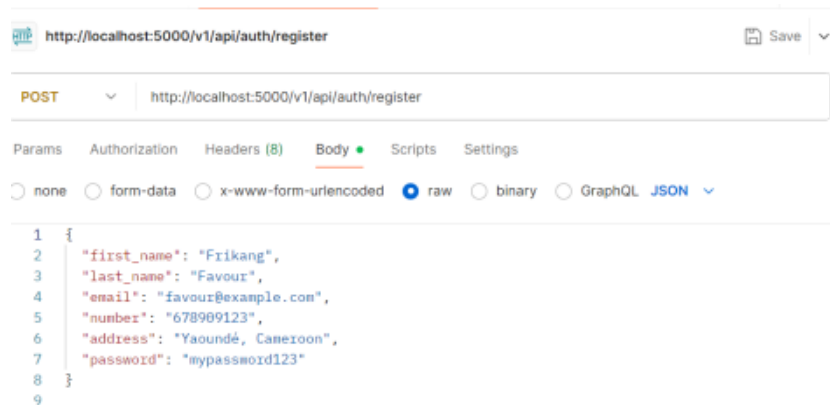 HTTP http://localhost:5000/v1/api/auth/register Save
POST http://localhost:5000/v1/api/auth/register
Params Authorization Headers (8) Body Scripts Settings
none form-data x-www-form-urlencoded raw binary GraphQL JSON
1 {
2 "first_name": "Frikang",
3 "last_name": "Favour",
4 "email": "favour@example.com",
5 "number": "678909123",
6 "address": "Yaoundé, Cameroon",
7 "password": "mypassword123"
8 }
9